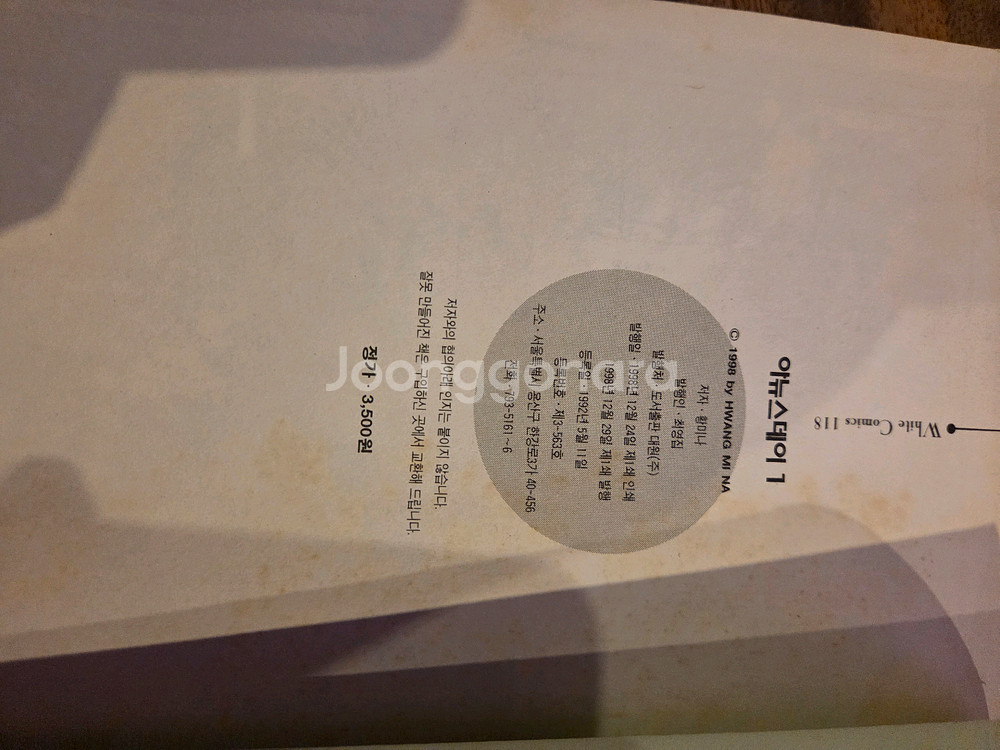 White Comics 118
아뉴스데이 1
© 1998 by HWANG MI NA
저자 · 황미나
발행인 · 최영집
발행처 · 도서출판 대원(주)
발행일 · 1998년 12월 24일 제1쇄 인쇄
1998년 12월 29일 제1쇄 발행
등록일 · 1992년 5월 11일
등록번호 · 제3-563호
주소 · 서울특별시 용산구 한강로3가 40-456
전화 · 793-5161~6
저자와의 협의아래 인지는 붙이지 않습니다.
잘못 만들어진 책은 구입하신 곳에서 교환해 드립니다.
정가 · 3,500원
Joonggonara